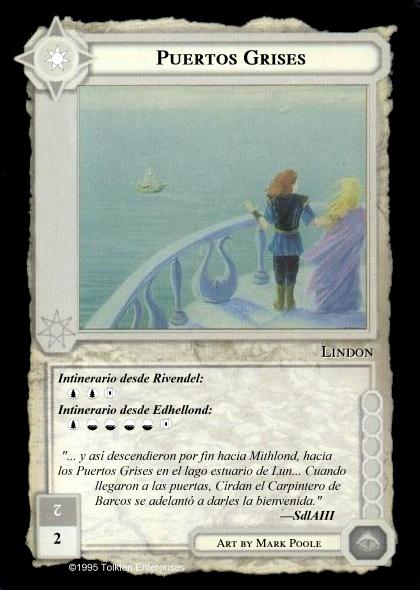 PUERTOS GRISES
LINDON
Intinerario desde Rivendel:
Intinerario desde Edhellond:
"... y así descendieron por fin hacia Mithlond, hacia
los Puertos Grises en el lago estuario de Lun... Cuando
llegaron a las puertas, Círdan el Carpintero de
Barcos se adelantó a darles la bienvenida."
—SdlAIII
2
2
ART BY MARK POOLE
©1995 Tolkien Enterprises